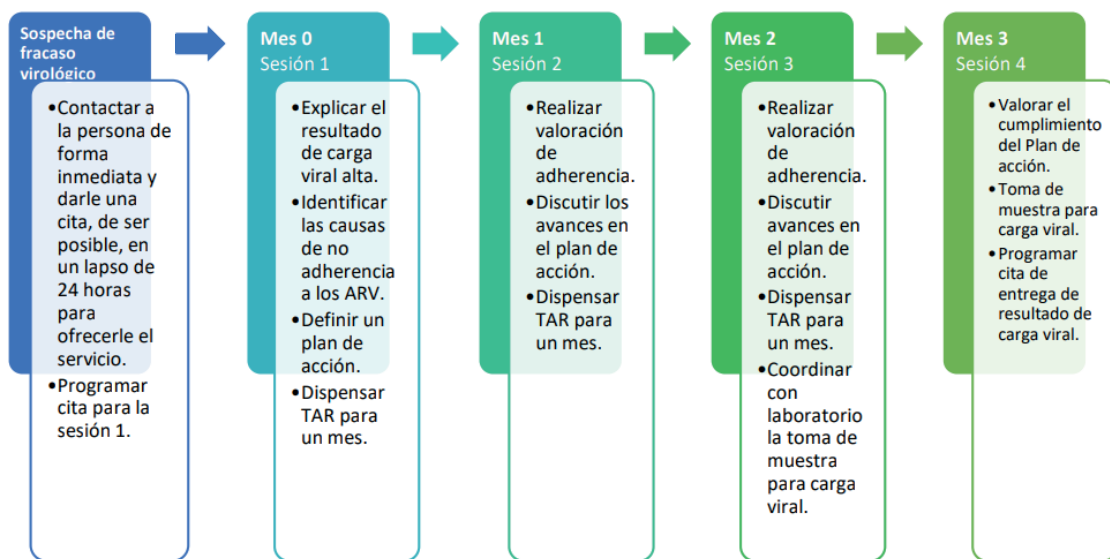 Sospecha de
fracaso
virológico
•Contactar a
la persona de
forma
inmediata y
darle una
cita, de ser
posible, en
un lapso de
24 horas
para
ofrecerle el
servicio.
•Programar
cita para la
sesión 1.
Mes 0
Sesión 1
•Explicar el
resultado
de carga
viral alta.
•Identificar
las causas
de no
adherencia
a los ARV.
•Definir un
plan de
acción.
•Dispensar
TAR para
un mes.
Mes 1
Sesión 2
•Realizar
valoración
de
adherencia.
•Discutir los
avances en
el plan de
acción.
•Dispensar
TAR para
un mes.
Mes 2
Sesión 3
•Realizar
valoración
de
adherencia.
•Discutir
avances en
el plan de
acción.
•Dispensar
TAR para
un mes.
•Coordinar
con
laboratorio
la toma de
muestra
para carga
viral.
Mes 3
Sesión 4
•Valorar el
cumplimiento
del Plan de
acción.
•Toma de
muestra para
carga viral.
•Programar
cita de
entrega de
resultado de
carga viral.